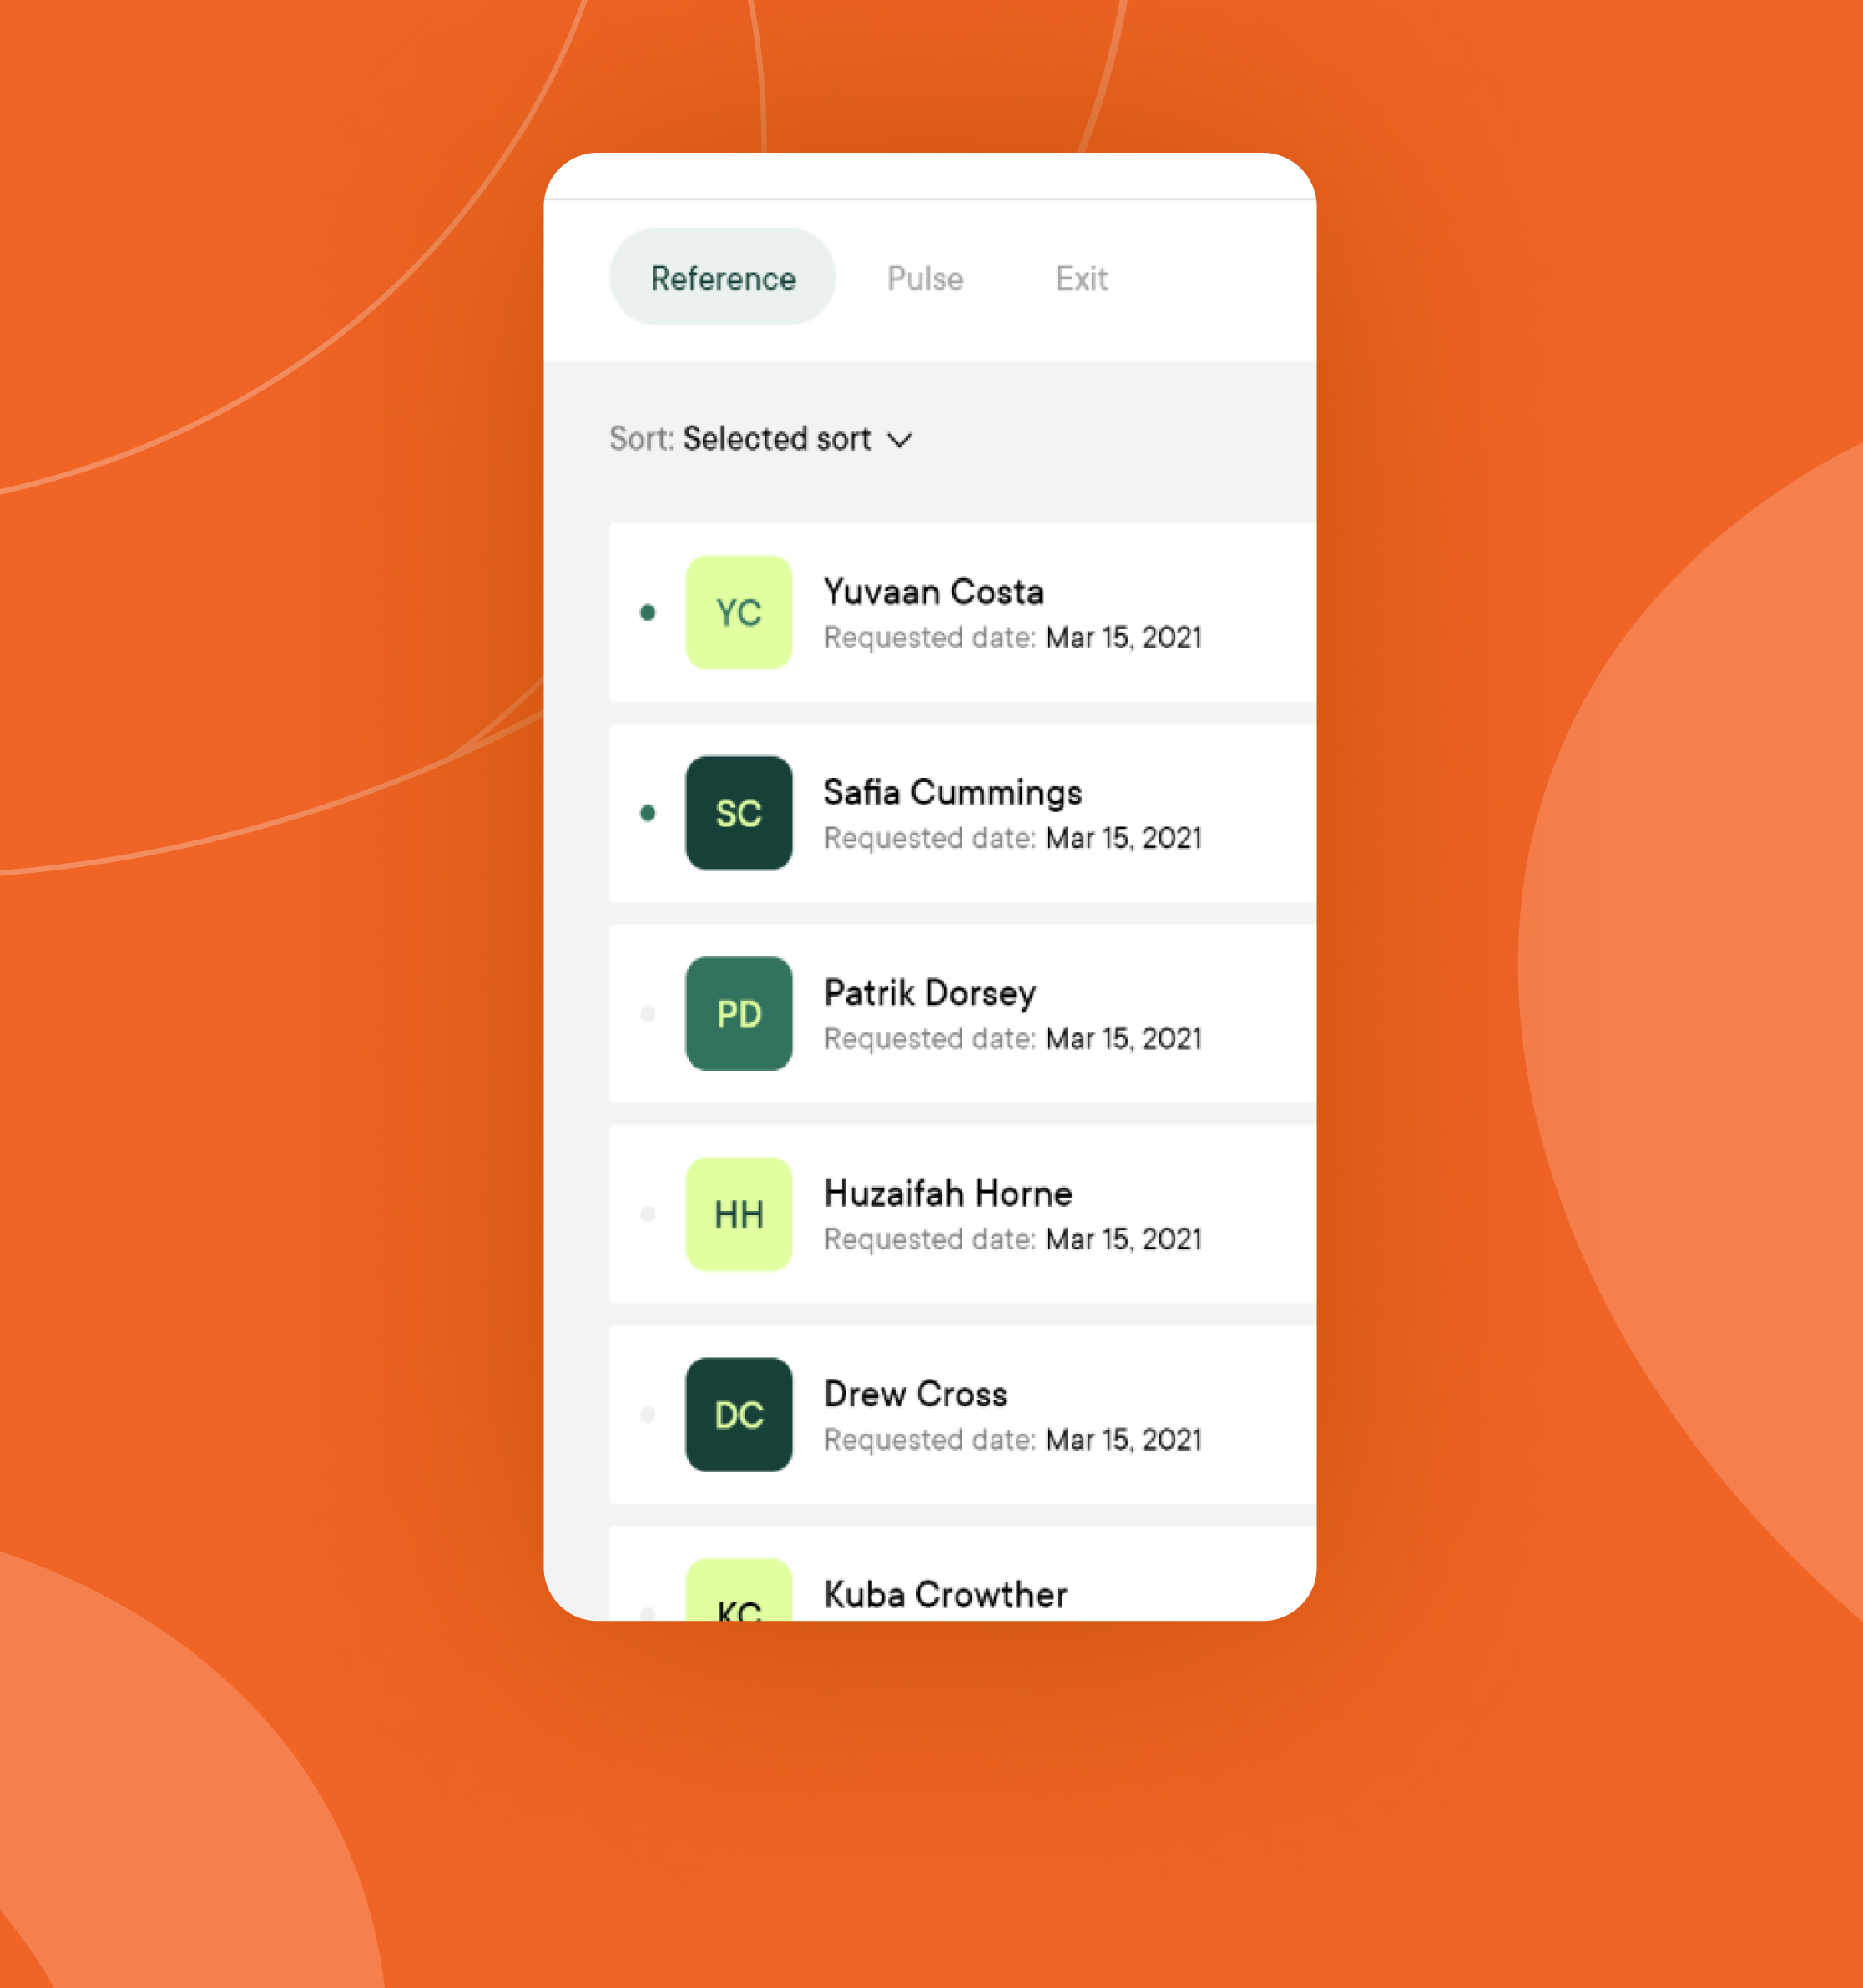 Reference Pulse Exit
Sort: Selected sort
YC
Yuvaan Costa
Requested date: Mar 15, 2021
SC
Safia Cummings
Requested date: Mar 15, 2021
PD
Patrik Dorsey
Requested date: Mar 15, 2021
HH
Huzaifah Horne
Requested date: Mar 15, 2021
DC
Drew Cross
Requested date: Mar 15, 2021
KC
Kuba Crowther